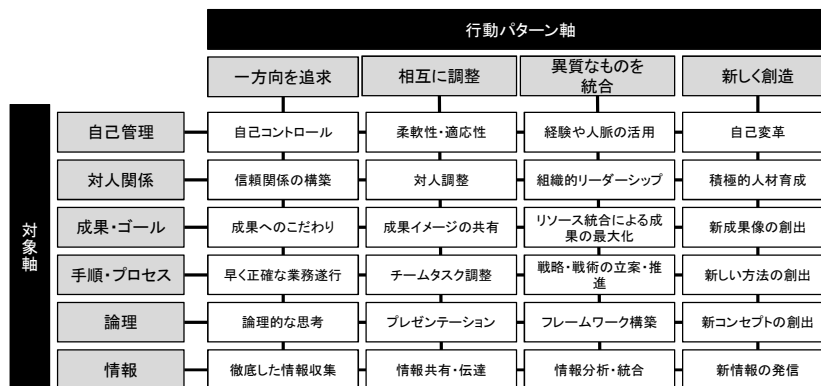 行動パターン軸
一方向を追求
相互に調整
異質なものを
統合
新しく創造
対象軸
自己管理
自己コントロール
柔軟性・適応性
経験や人脈の活用
自己変革
対人関係
信頼関係の構築
対人調整
組織的リーダーシップ
積極的人材育成
成果・ゴール
成果へのこだわり
成果イメージの共有
リソース統合による成
果の最大化
新成果像の創出
手順・プロセス
早く正確な業務遂行
チームタスク調整
戦略・戦術の立案・推
進
新しい方法の創出
論理
論理的な思考
プレゼンテーション
フレームワーク構築
新コンセプトの創出
情報
徹底した情報収集
情報共有・伝達
情報分析・統合
新情報の発信